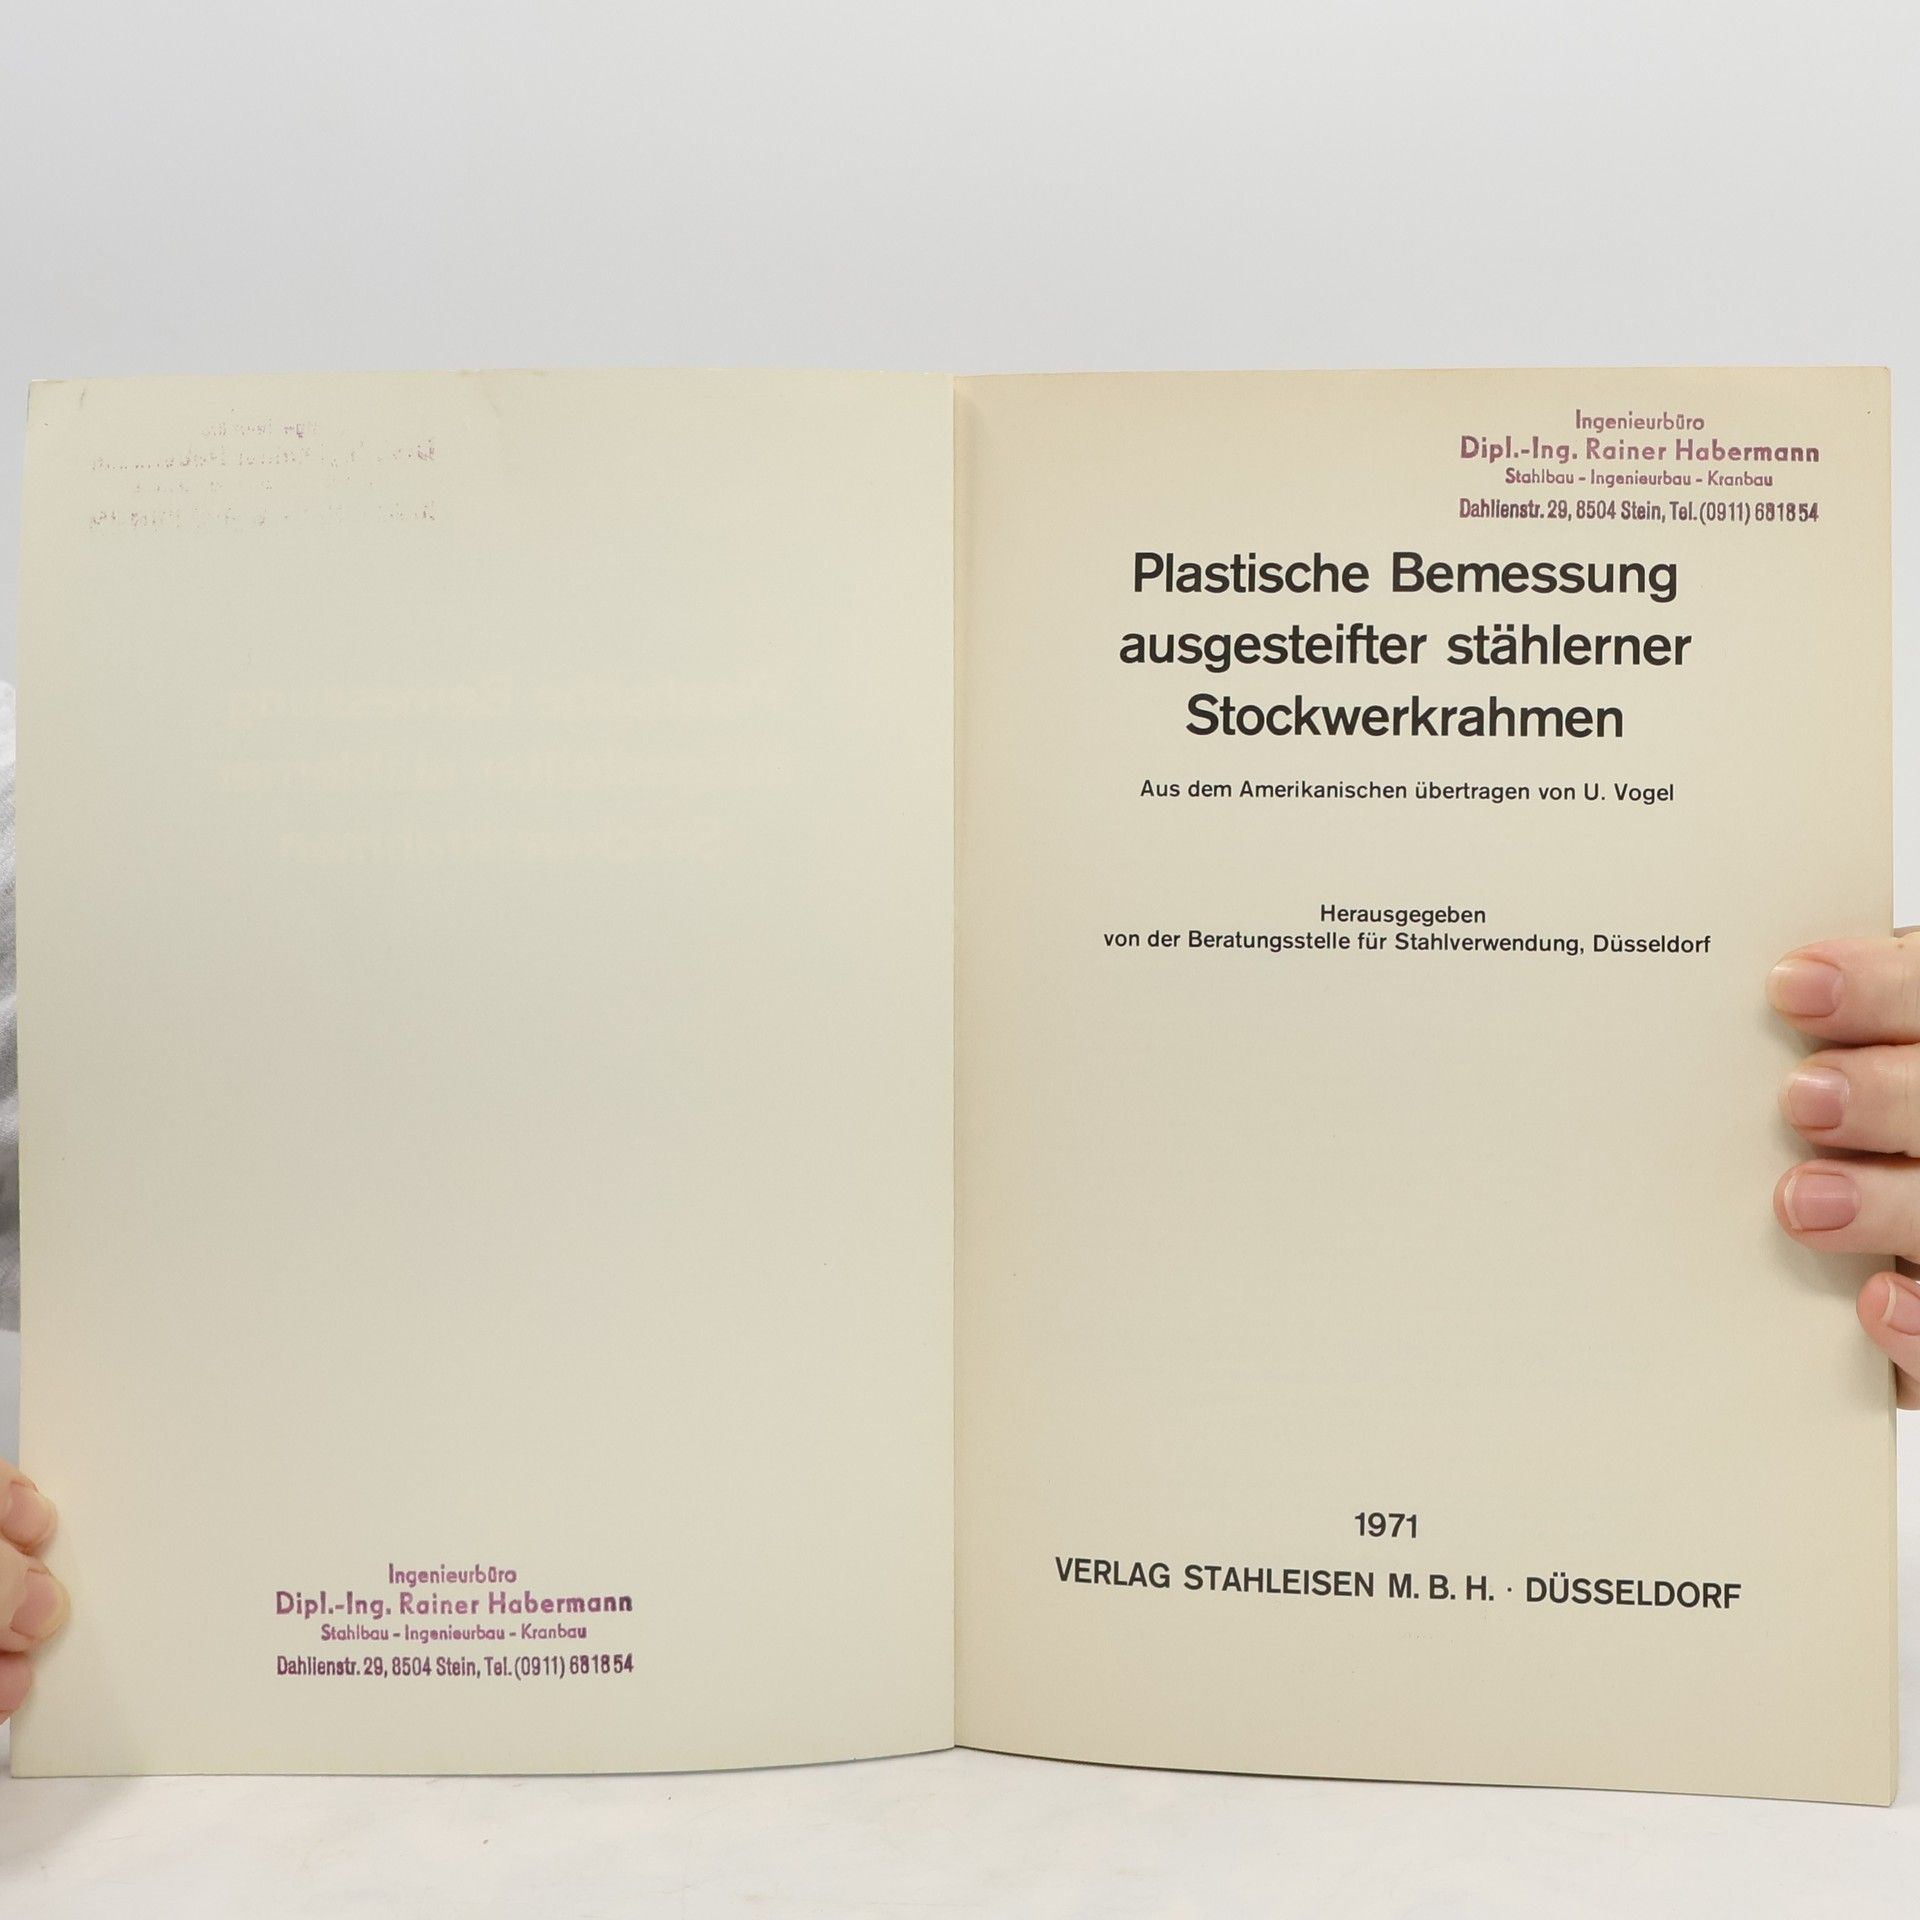 Ingenieurbüro
Dipl.-Ing. Rainer Habermann
Stahlbau - Ingenieurbau - Kranbau
Dahlienstr. 29, 8504 Stein, Tel. (0911) 681854
Ingenieurbüro
Dipl.-Ing. Rainer Habermann
Stahlbau - Ingenieurbau - Kranbau
Dahlienstr. 29, 8504 Stein, Tel. (0911) 681854
Plastische Bemessung
ausgesteifter stählerner
Stockwerkrahmen
Aus dem Amerikanischen übertragen von U. Vogel
Herausgegeben
von der Beratungsstelle für Stahlverwendung, Düsseldorf
1971
VERLAG STAHLEISEN M. B. H. · DÜSSELDORF